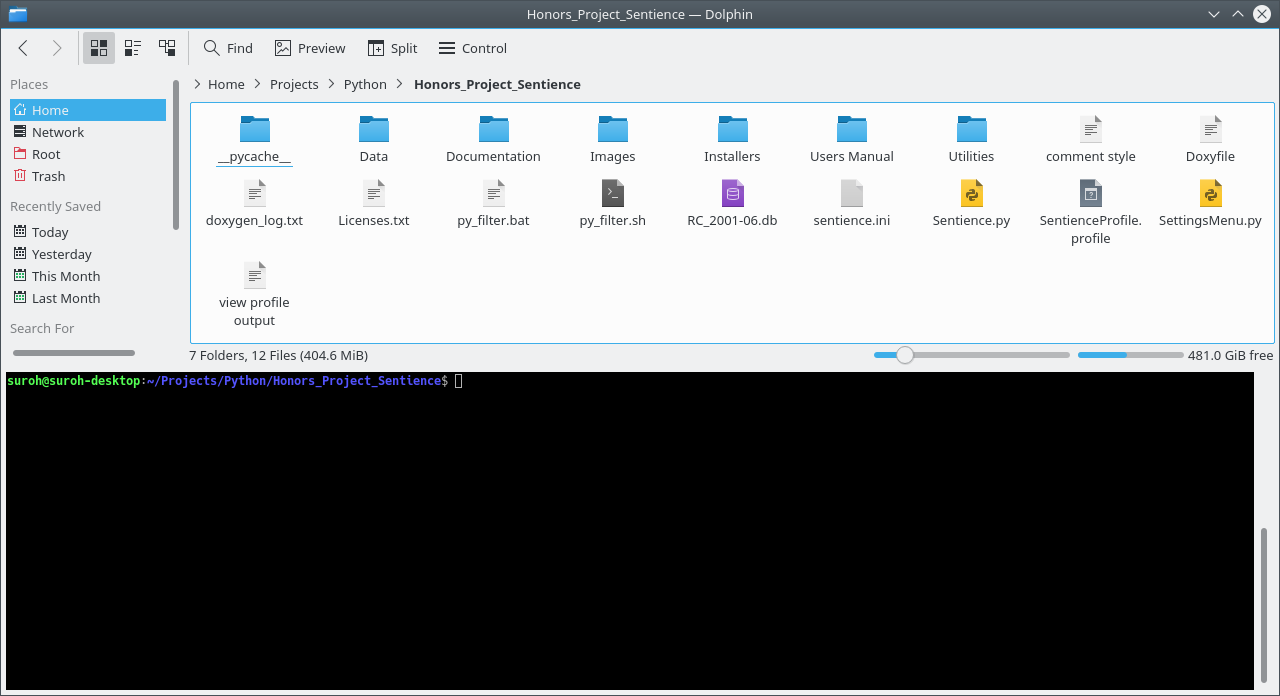 Honors_Project_Sentience — Dolphin
Find Preview Split Control
Places
Home
Network
Root
Trash
Recently Saved
Today
Yesterday
This Month
Last Month
Search For
Home Projects Python Honors_Project_Sentience
__pycache__ Data Documentation Images Installers Users Manual Utilities comment style Doxyfile
doxygen_log.txt Licenses.txt py_filter.bat py_filter.sh RC_2001-06.db sentience.ini Sentience.py SentienceProfile. SettingsMenu.py
profile
view profile
output
7 Folders, 12 Files (404.6 MiB) 481.0 GiB free
suroh@suroh-desktop:~/Projects/Python/Honors_Project_Sentience$